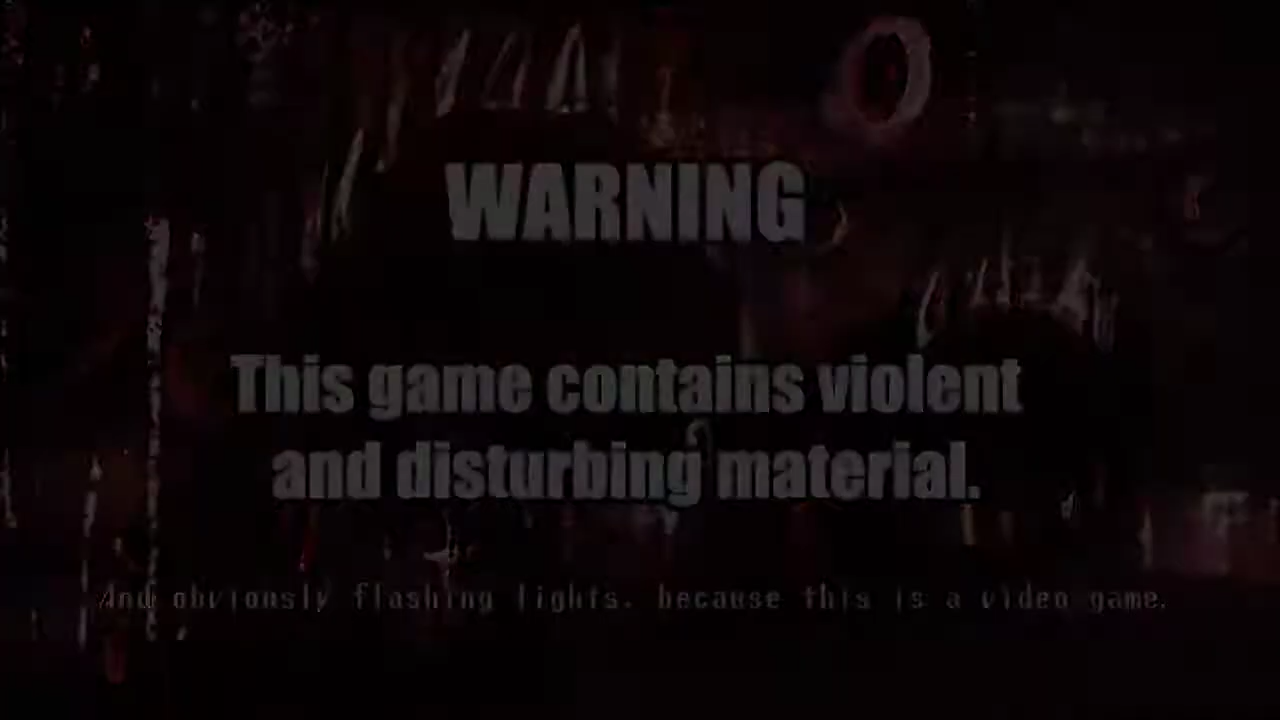 WARNING
This game contains violent
and disturbing material.
And obviously flashing lights, because this is a video game.